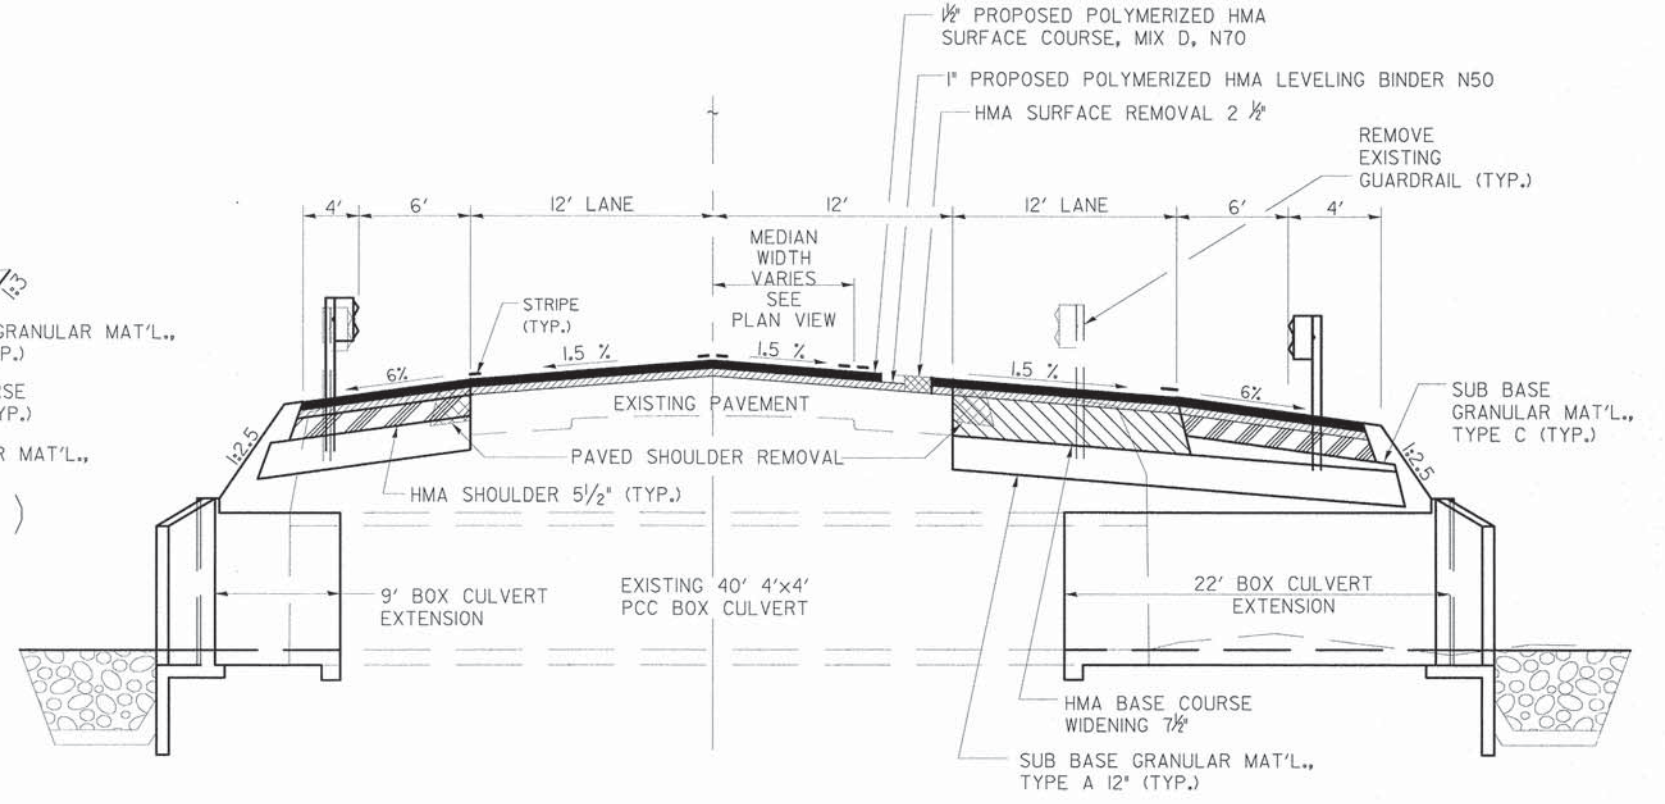 1½" PROPOSED POLYMERIZED HMA
SURFACE COURSE, MIX D, N70
1" PROPOSED POLYMERIZED HMA LEVELING BINDER N50
HMA SURFACE REMOVAL 2 ½"
REMOVE
EXISTING
GUARDRAIL (TYP.)
4'
6'
12' LANE
12'
12' LANE
6'
4'
MEDIAN
WIDTH
VARIES
SEE
PLAN VIEW
1:3
STRIPE
(TYP.)
GRANULAR MAT'L.,
P.)
RSE
YP.)
R MAT'L.,
)
6%
1.5 %
1.5 %
1.5 %
6%
EXISTING PAVEMENT
SUB BASE
GRANULAR MAT'L.,
TYPE C (TYP.)
1:2.5
1:2.5
PAVED SHOULDER REMOVAL
HMA SHOULDER 5½" (TYP.)
9' BOX CULVERT
EXTENSION
EXISTING 40' 4'x4'
PCC BOX CULVERT
22' BOX CULVERT
EXTENSION
HMA BASE COURSE
WIDENING 7½"
SUB BASE GRANULAR MAT'L.,
TYPE A 12" (TYP.)